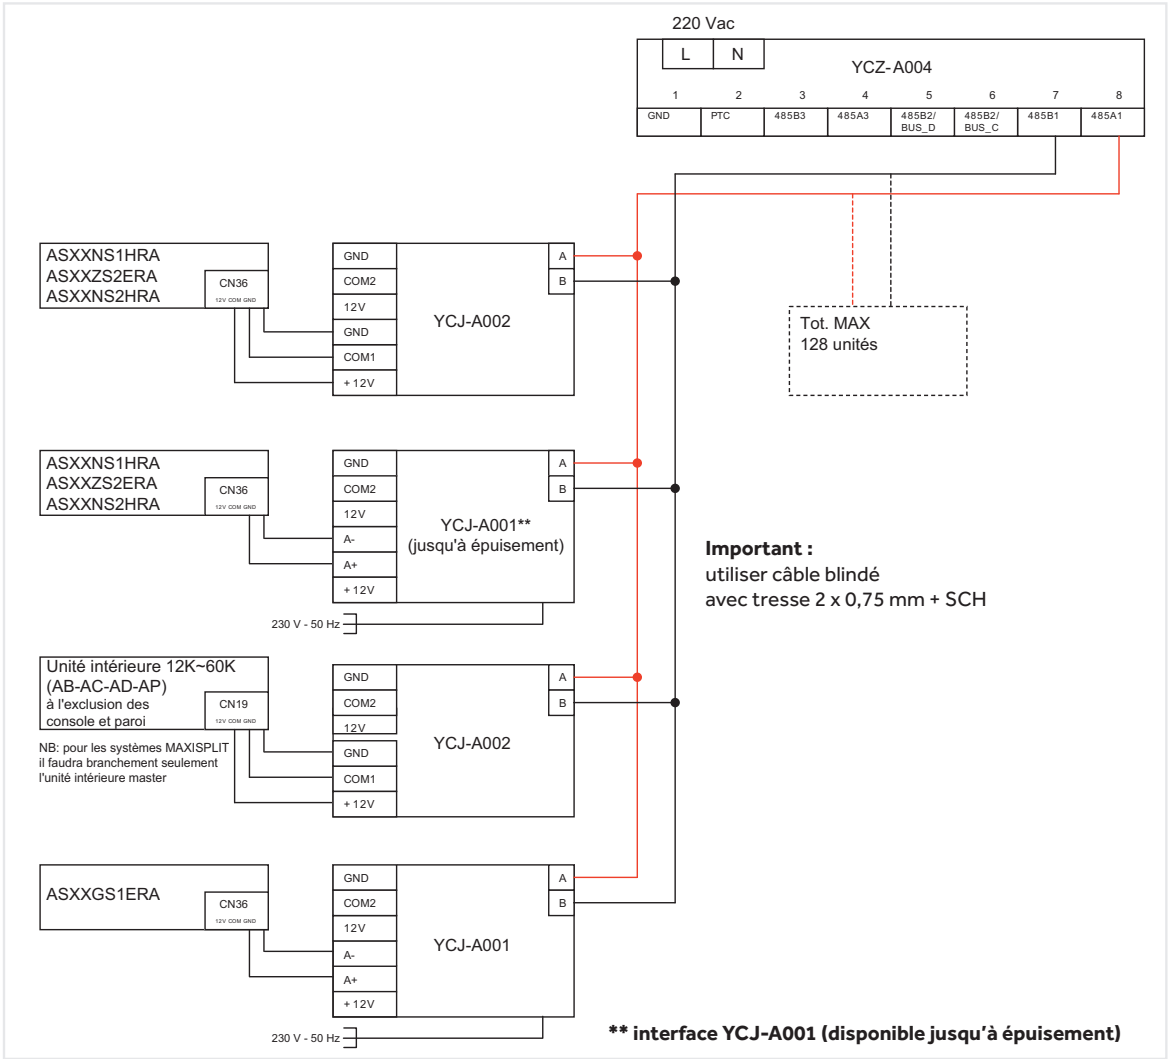 220 Vac
L N
YCZ-A004
1 2 3 4 5 6 7 8
GND PTC 485B3 485A3 485B2/ 485B2/ 485B1 485A1
BUS_D BUS_C
ASXXNS1HRA
ASXXZS2ERA
ASXXNS2HRA
CN36
12V COM GND
GND
COM2
12V
GND
COM1
+12V
YCJ-A002
A
B
Tot. MAX
128 unités
ASXXNS1HRA
ASXXZS2ERA
ASXXNS2HRA
CN36
12V COM GND
GND
COM2
12V
A-
A+
+12V
YCJ-A001**
(jusqu'à épuisement)
A
B
230 V - 50 Hz
Important :
utiliser câble blindé
avec tresse 2 x 0,75 mm + SCH
Unité intérieure 12K~60K
(AB-AC-AD-AP)
à l'exclusion des
console et paroi
CN19
12V COM GND
NB: pour les systèmes MAXISPLIT
il faudra branchement seulement
l'unité intérieure master
GND
COM2
12V
GND
COM1
+12V
YCJ-A002
A
B
ASXXGS1ERA
CN36
12V COM GND
GND
COM2
12V
A-
A+
+12V
YCJ-A001
A
B
230 V - 50 Hz
** interface YCJ-A001 (disponible jusqu'à épuisement)